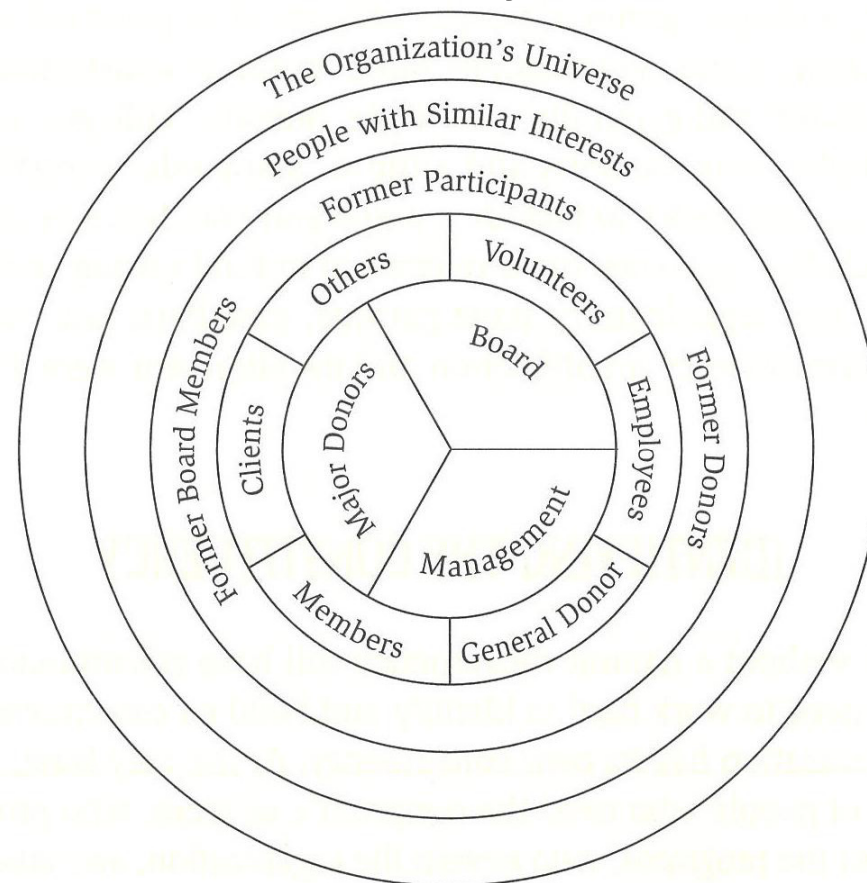 The Organization's Universe
People with Similar Interests
Former Participants
Others
Volunteers
Former Board Members
Board
Former Donors
Clients
Major Donors
Employees
Management
Members
General Donor